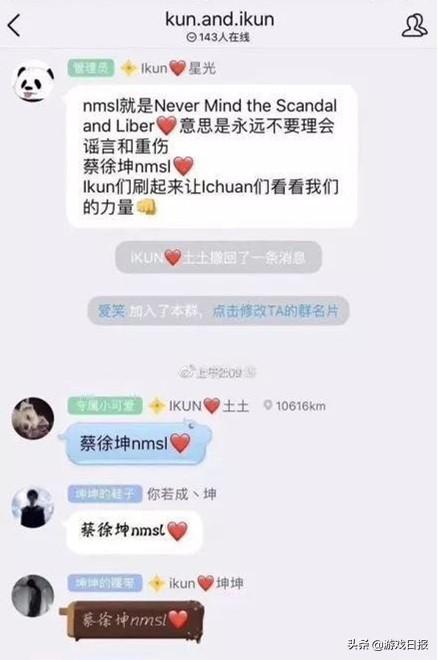 kun.and.ikun
143人在线
管理员 Ikun❤️星光
nmsl就是Never Mind the Scandal
and Liber❤️意思是永远不要理会
谣言和重伤
蔡徐坤nmsl❤️
Ikun们刷起来让Ichuan们看看我们
的力量👊
iKUN❤️土土撤回了一条消息
爱笑 加入了本群,点击修改TA的群名片
上午2:09
专属小可爱 IKUN❤️土土 10616km
蔡徐坤nmsl❤️
坤坤的鞋子 你若成丶坤
蔡徐坤nmsl❤️
坤坤的腰带 ikun❤️坤坤
蔡徐坤nmsl❤️
头条 @游戏日报